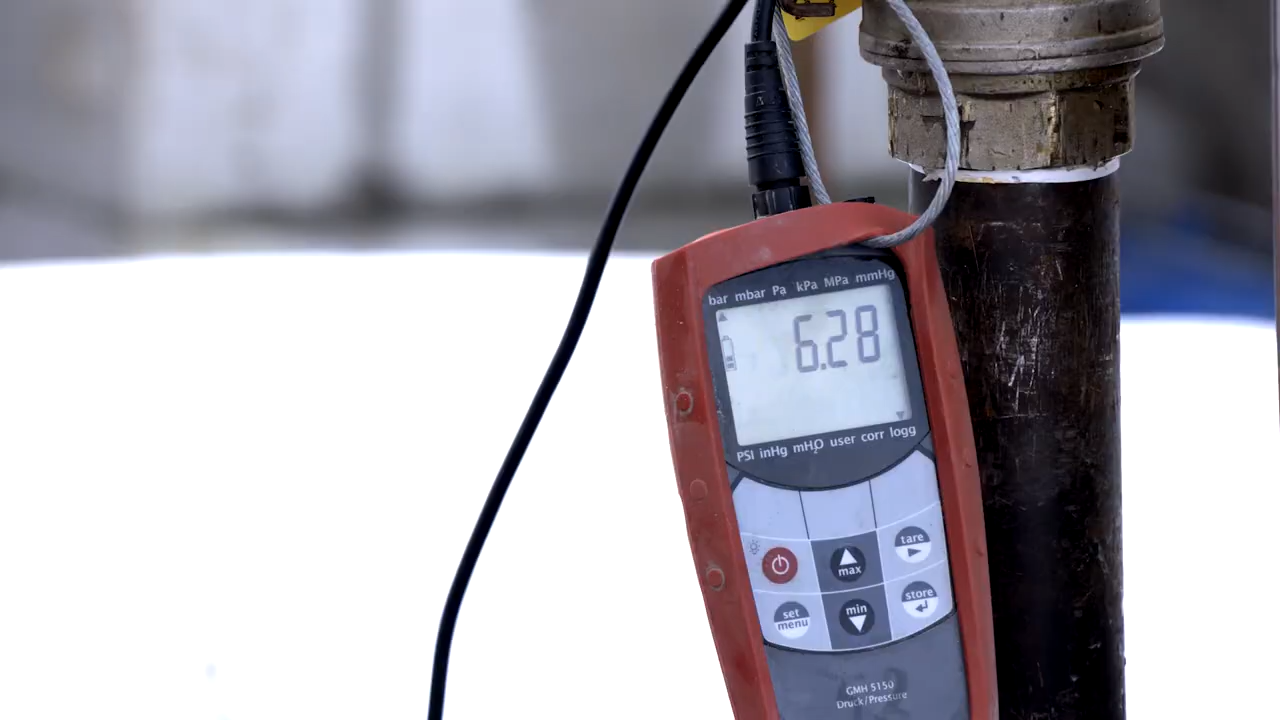 bar mbar Pa kPa MPa mmHg
6.28
PSI inHg mH₂O user corr logg
tare
max
set
menu
min
store
GMH 5150
Druck/Pressure